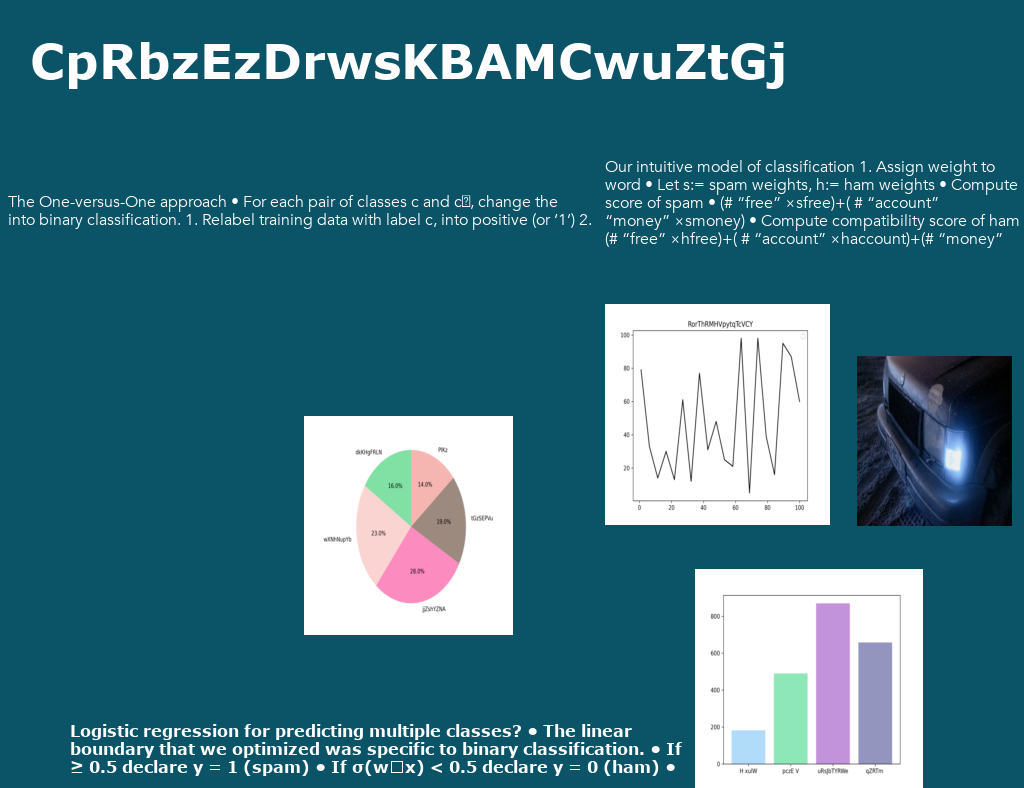 CpRbzEzDrwsKBAMCwuZtGj
The One-versus-One approach • For each pair of classes c and c, change the
into binary classification. 1. Relabel training data with label c, into positive (or ‘1’) 2.
Our intuitive model of classification 1. Assign weight to
word • Let s:= spam weights, h:= ham weights • Compute
score of spam • (# “free” ×sfree)+( # “account”
“money” ×smoney) • Compute compatibility score of ham
(# “free” ×hfree)+( # “account” ×haccount)+(# “money”
RorThRMHVpytqTcVCY
100
80
60
40
20
0 20 40 60 80 100
dkKHgFRLN
PlKz
16.0%
14.0%
19.0%
tGzSEPVu
23.0%
wXNhNupYb
28.0%
jjZshYZNA
800
600
400
200
0
H xulW pczE V uRsJbTYRWe qZRTm
Logistic regression for predicting multiple classes? • The linear
boundary that we optimized was specific to binary classification. • If
≥ 0.5 declare y = 1 (spam) • If σ(w□x) < 0.5 declare y = 0 (ham) •